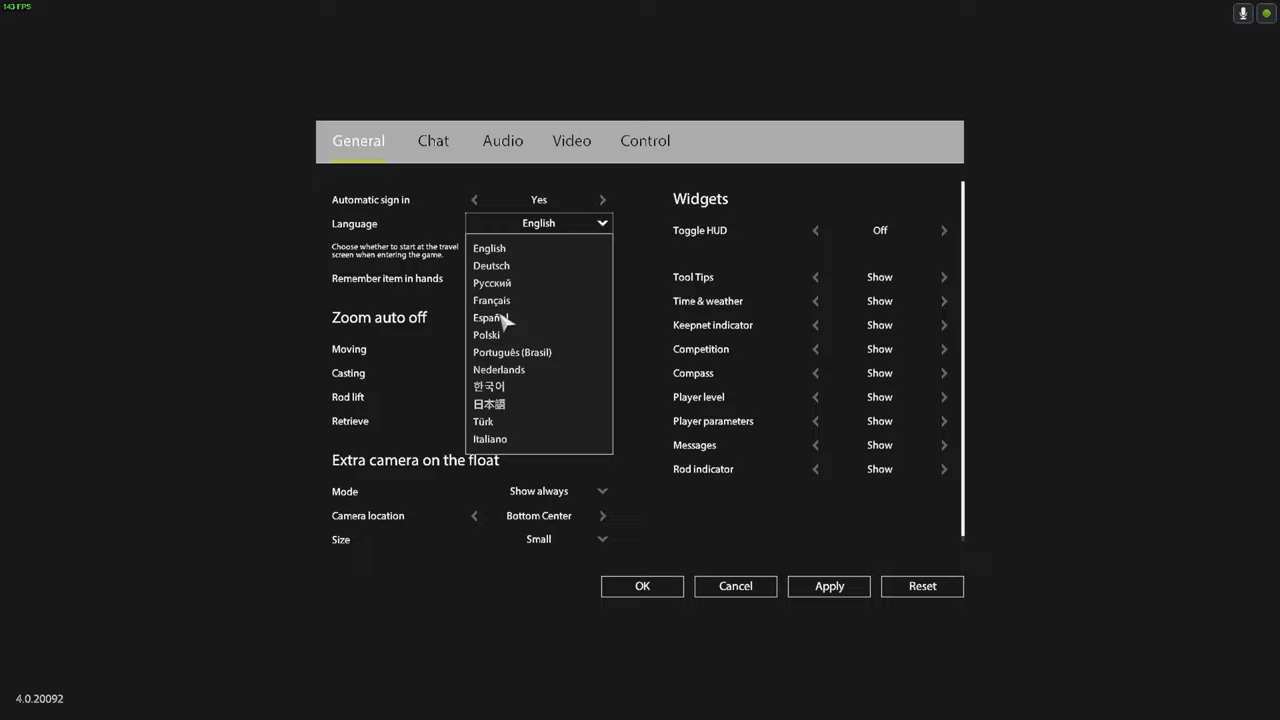 143 FPS
General Chat Audio Video Control
Automatic sign in Yes
Language English
Choose whether to start at the travel
screen when entering the game.
Remember item in hands
English
Deutsch
Русский
Français
Español
Polski
Português (Brasil)
Nederlands
한국어
日本語
Türk
Italiano
Zoom auto off
Moving
Casting
Rod lift
Retrieve
Extra camera on the float
Mode Show always
Camera location Bottom Center
Size Small
Widgets
Toggle HUD Off
Tool Tips Show
Time & weather Show
Keepnet indicator Show
Competition Show
Compass Show
Player level Show
Player parameters Show
Messages Show
Rod indicator Show
OK Cancel Apply Reset
4.0.20092